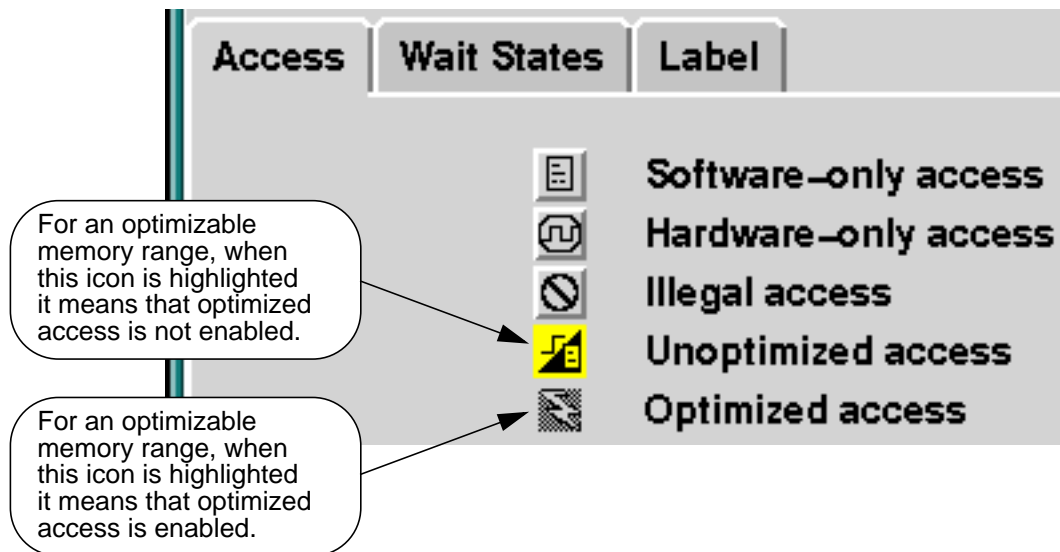 Access
Wait States
Label
Software-only access
Hardware-only access
Illegal access
Unoptimized access
Optimized access
For an optimizable
memory range, when
this icon is highlighted
it means that optimized
access is not enabled.
For an optimizable
memory range, when
this icon is highlighted
it means that optimized
access is enabled.